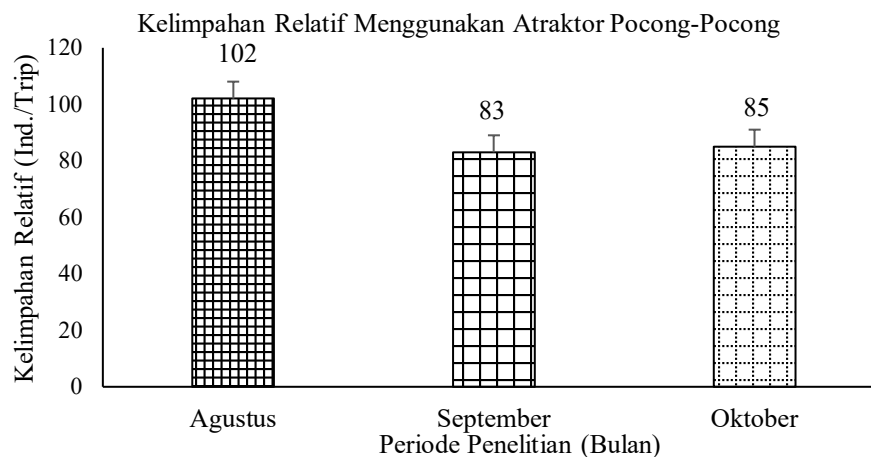 Kelimpahan Relatif Menggunakan Atraktor Pocong-Pocong
Kelimpahan Relatif (Ind./Trip)
120
100
80
60
40
20
0
102
83
85
Agustus
September
Oktober
Periode Penelitian (Bulan)